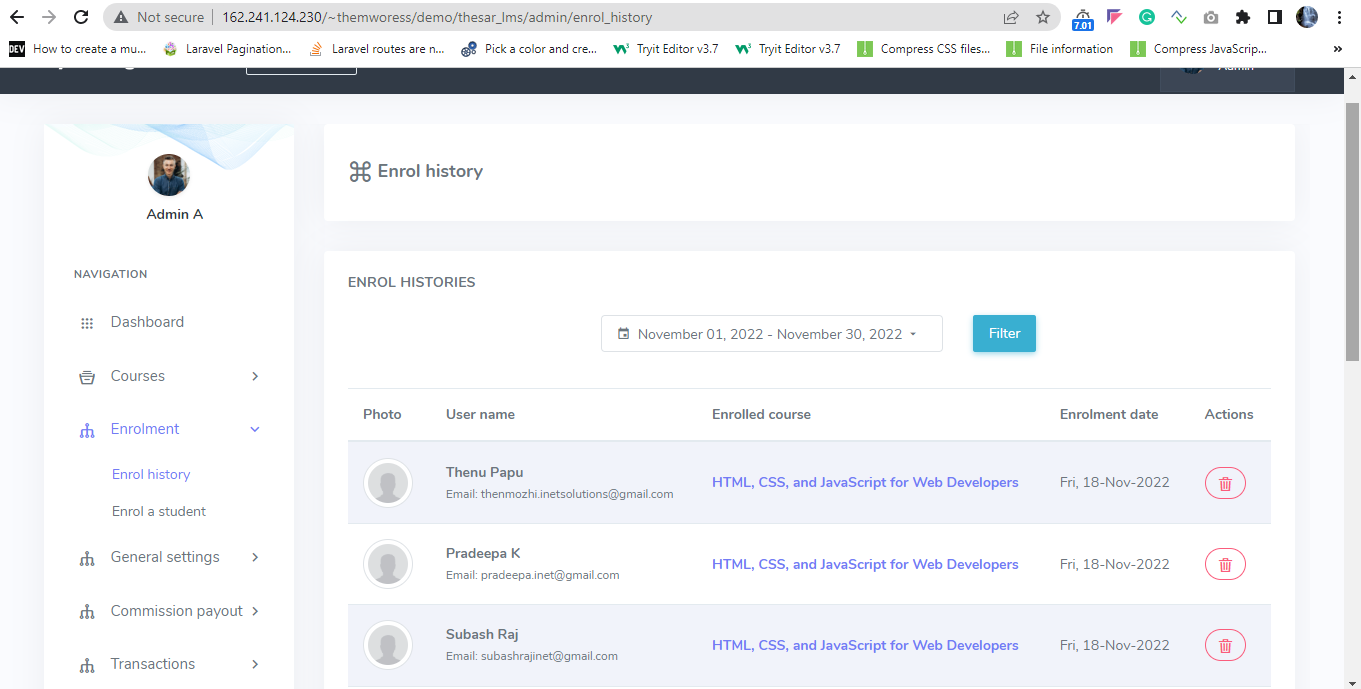 Not secure | 162.241.124.230/~themworess/demo/thesar_lms/admin/enrol_history
7.01
DEV How to create a mu... Laravel Pagination... Laravel routes are n... Pick a color and cre... Tryit Editor v3.7 Tryit Editor v3.7 Compress CSS files... File information Compress JavaScrip... »
Admin
Admin A
NAVIGATION
Dashboard
Courses
Enrolment
Enrol history
Enrol a student
General settings
Commission payout
Transactions
Enrol history
ENROL HISTORIES
November 01, 2022 - November 30, 2022 Filter
Photo User name Enrolled course Enrolment date Actions
Thenu Papu
Email: thenmozhi.inetsolutions@gmail.com
HTML, CSS, and JavaScript for Web Developers Fri, 18-Nov-2022
Pradeepa K
Email: pradeepa.inet@gmail.com
HTML, CSS, and JavaScript for Web Developers Fri, 18-Nov-2022
Subash Raj
Email: subashrajinet@gmail.com
HTML, CSS, and JavaScript for Web Developers Fri, 18-Nov-2022